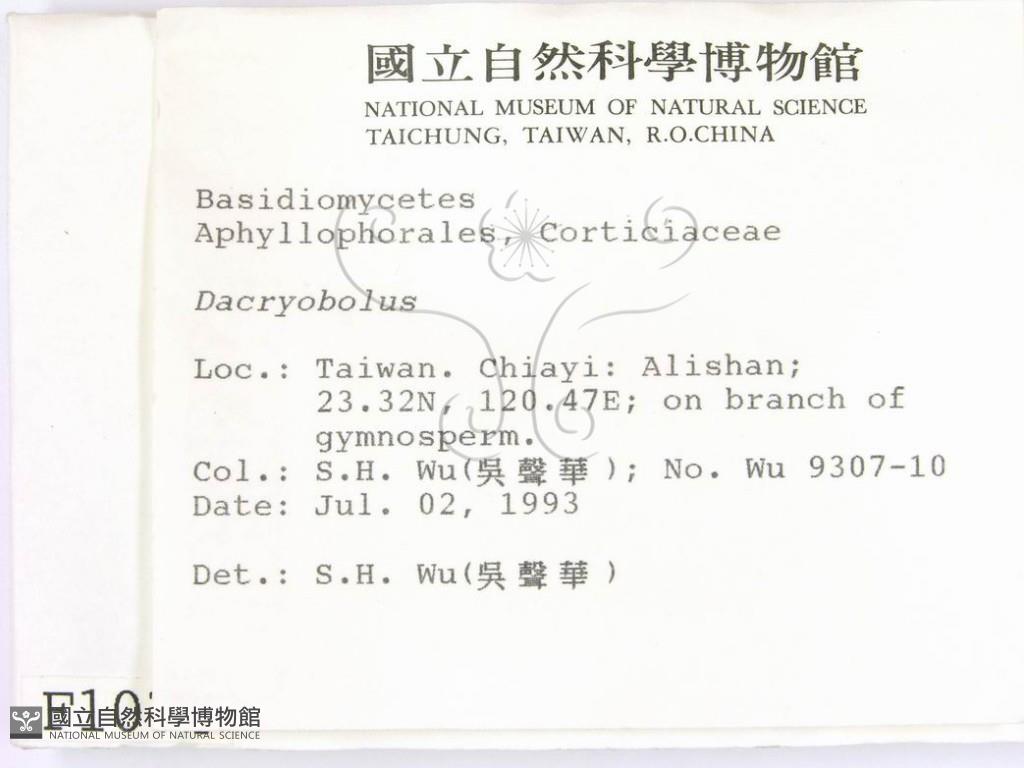 國立自然科學博物館
NATIONAL MUSEUM OF NATURAL SCIENCE
TAICHUNG, TAIWAN, R.O.CHINA
Basidiomycetes
Aphyllophorales, Corticiaceae
Dacryobolus
Loc.: Taiwan. Chiayi: Alishan;
23.32N, 120.47E; on branch of
gymnosperm.
Col.: S.H. Wu(吳聲華); No. Wu 9307-10
Date: Jul. 02, 1993
Det.: S.H. Wu(吳聲華)
F10
國立自然科學博物館
NATIONAL MUSEUM OF NATURAL SCIENCE